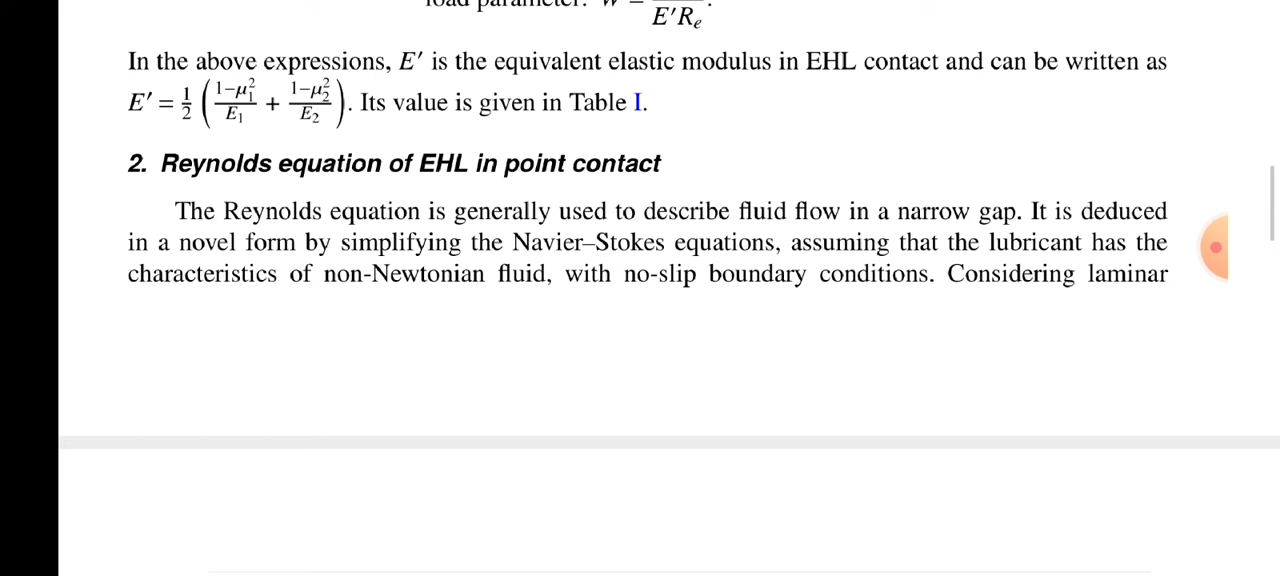 load parameter: W = E′Rₑ.
In the above expressions, E′ is the equivalent elastic modulus in EHL contact and can be written as
E′ = 1/2 ( (1−μ₁²)/E₁ + (1−μ₂²)/E₂ ). Its value is given in Table I.
2. Reynolds equation of EHL in point contact
The Reynolds equation is generally used to describe fluid flow in a narrow gap. It is deduced
in a novel form by simplifying the Navier–Stokes equations, assuming that the lubricant has the
characteristics of non-Newtonian fluid, with no-slip boundary conditions. Considering laminar